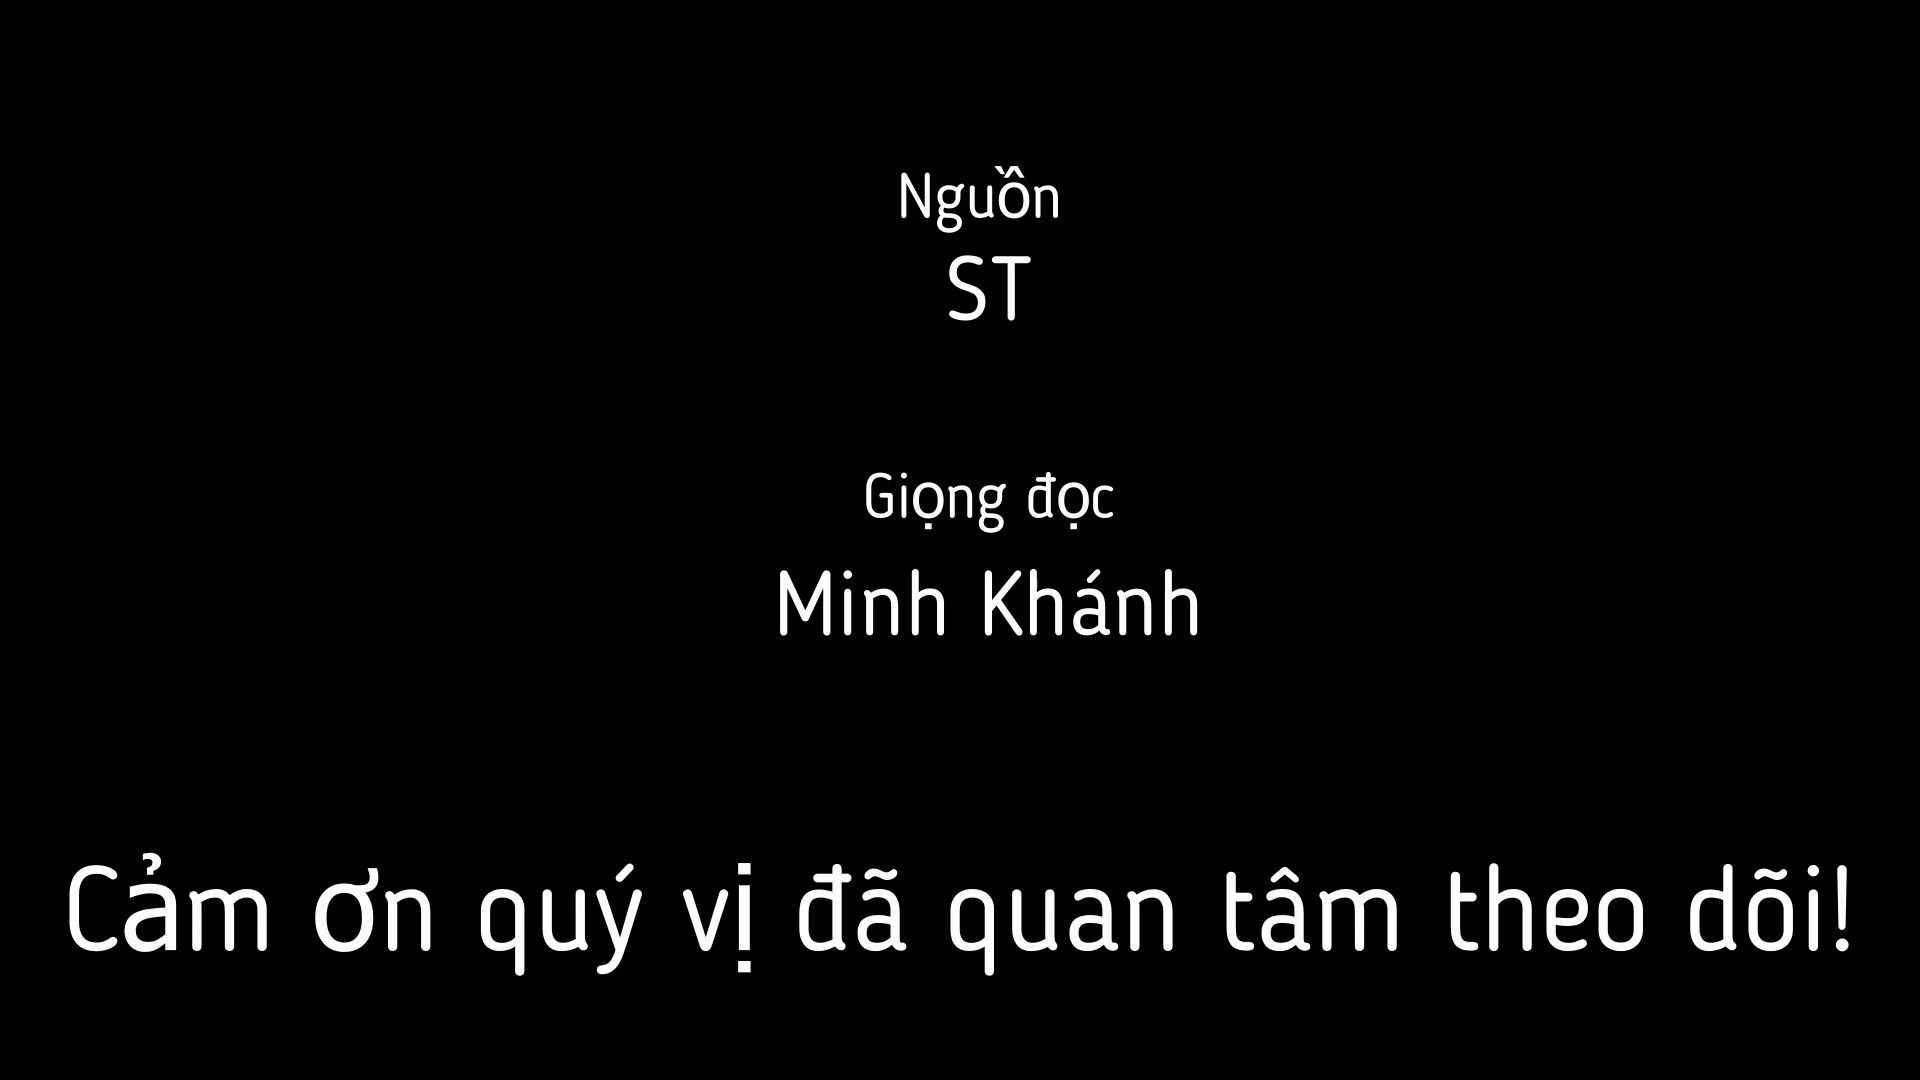 Nguồn
ST
Giọng đọc
Minh Khánh
Cảm ơn quý vị đã quan tâm theo dõi!